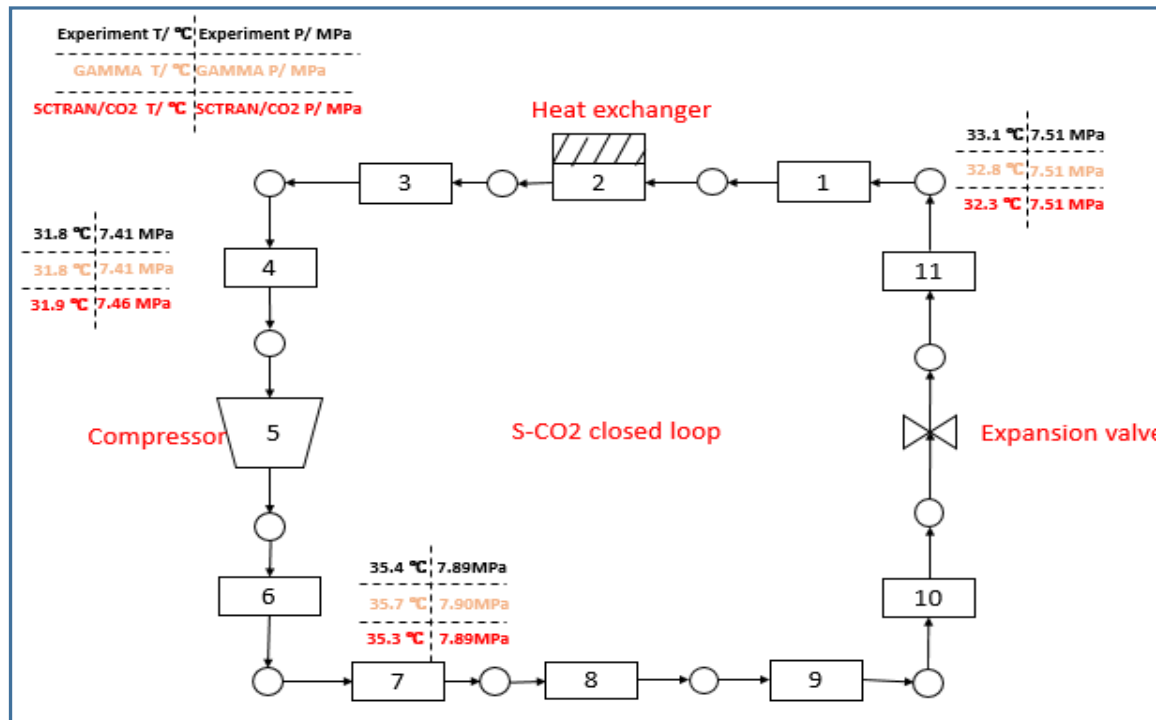 Experiment T/ ℃ Experiment P/ MPa
GAMMA T/ ℃ GAMMA P/ MPa
SCTRAN/CO2 T/ ℃ SCTRAN/CO2 P/ MPa
Heat exchanger
33.1 ℃ 7.51 MPa
32.8 ℃ 7.51 MPa
32.3 ℃ 7.51 MPa
3
2
1
31.8 ℃ 7.41 MPa
31.8 ℃ 7.41 MPa
31.9 ℃ 7.46 MPa
4
11
Compressor
5
S-CO2 closed loop
Expansion valve
35.4 ℃ 7.89MPa
35.7 ℃ 7.90MPa
35.3 ℃ 7.89MPa
6
10
7
8
9